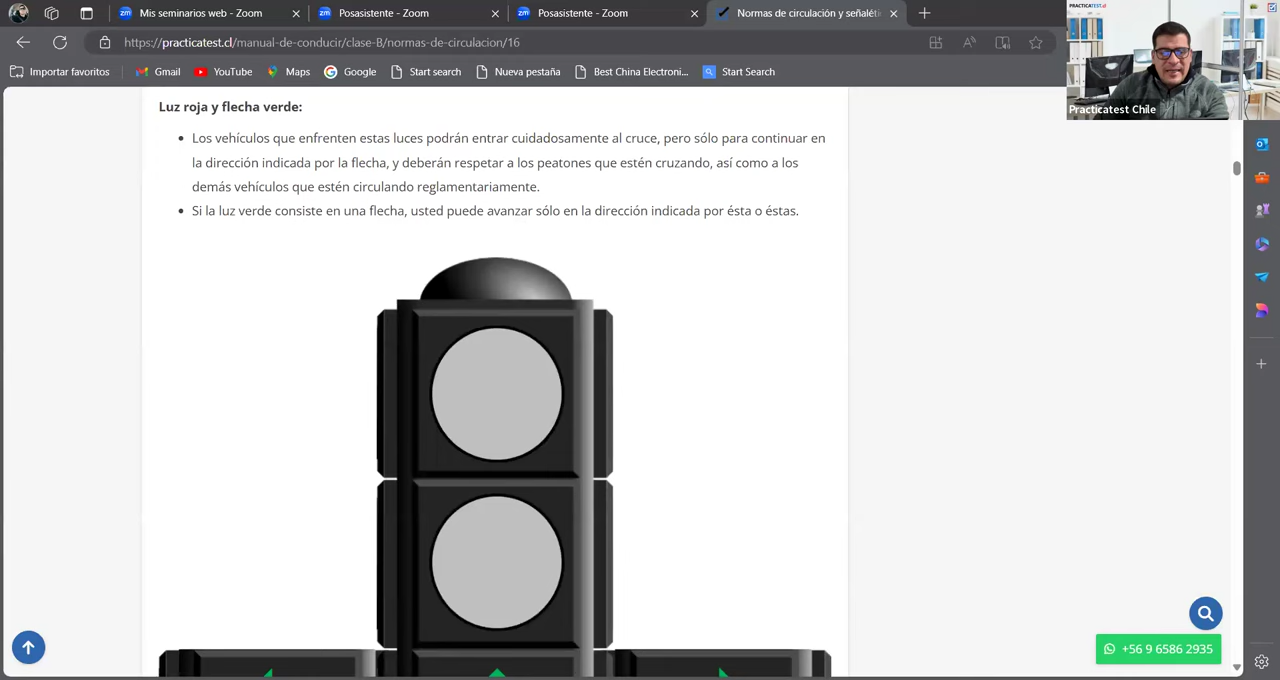 Mis seminarios web - Zoom
Posasistente - Zoom
Posasistente - Zoom
Normas de circulación y señaléti
https://practicatest.cl/manual-de-conducir/clase-B/normas-de-circulacion/16
Importar favoritos
Gmail
YouTube
Maps
Google
Start search
Nueva pestaña
Best China Electroni...
Start Search
PRACTICATEST.cl
Practicatest Chile
Luz roja y flecha verde:
Los vehículos que enfrenten estas luces podrán entrar cuidadosamente al cruce, pero sólo para continuar en
la dirección indicada por la flecha, y deberán respetar a los peatones que estén cruzando, así como a los
demás vehículos que estén circulando reglamentariamente.
Si la luz verde consiste en una flecha, usted puede avanzar sólo en la dirección indicada por ésta o éstas.
+56 9 6586 2935